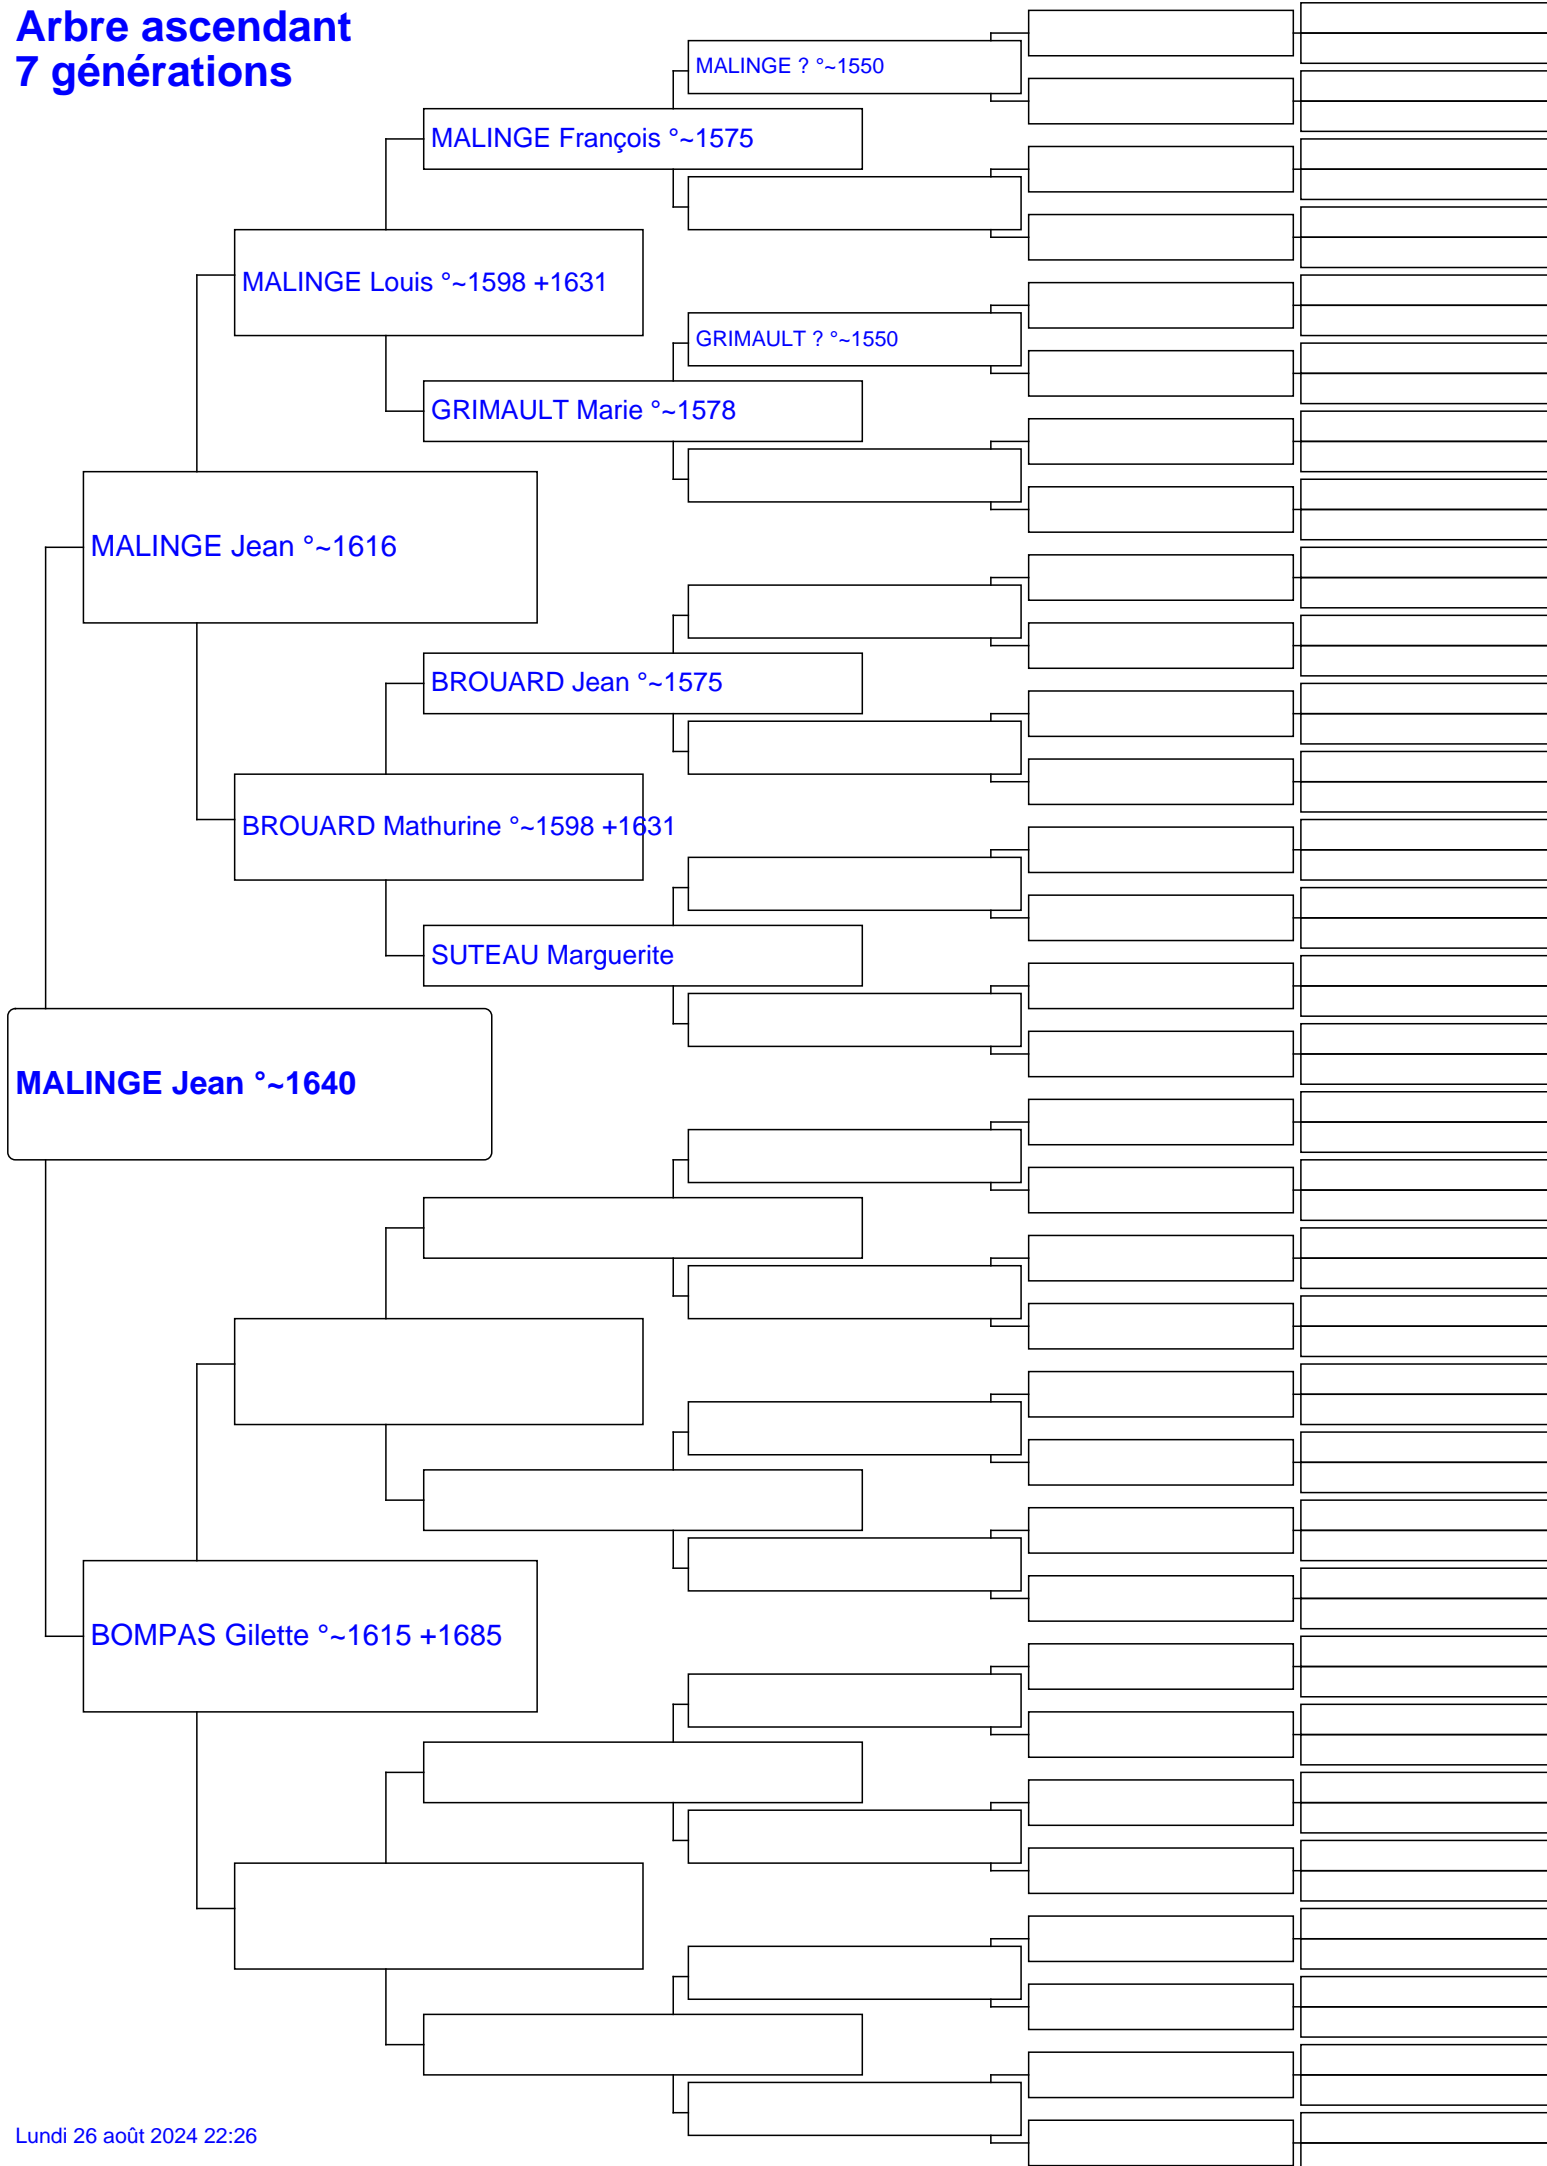 Arbre ascendant
7 générations
MALINGE ? °~1550
MALINGE François °~1575
MALINGE Louis °~1598 +1631
GRIMAULT ? °~1550
GRIMAULT Marie °~1578
MALINGE Jean °~1616
BROUARD Jean °~1575
BROUARD Mathurine °~1598 +1631
SUTEAU Marguerite
MALINGE Jean °~1640
BOMPAS Gilette °~1615 +1685
Lundi 26 août 2024 22:26